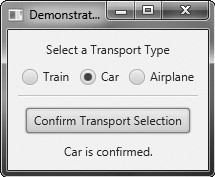 Demonstrat...
Select a Transport Type
Train Car Airplane
Confirm Transport Selection
Car is confirmed.